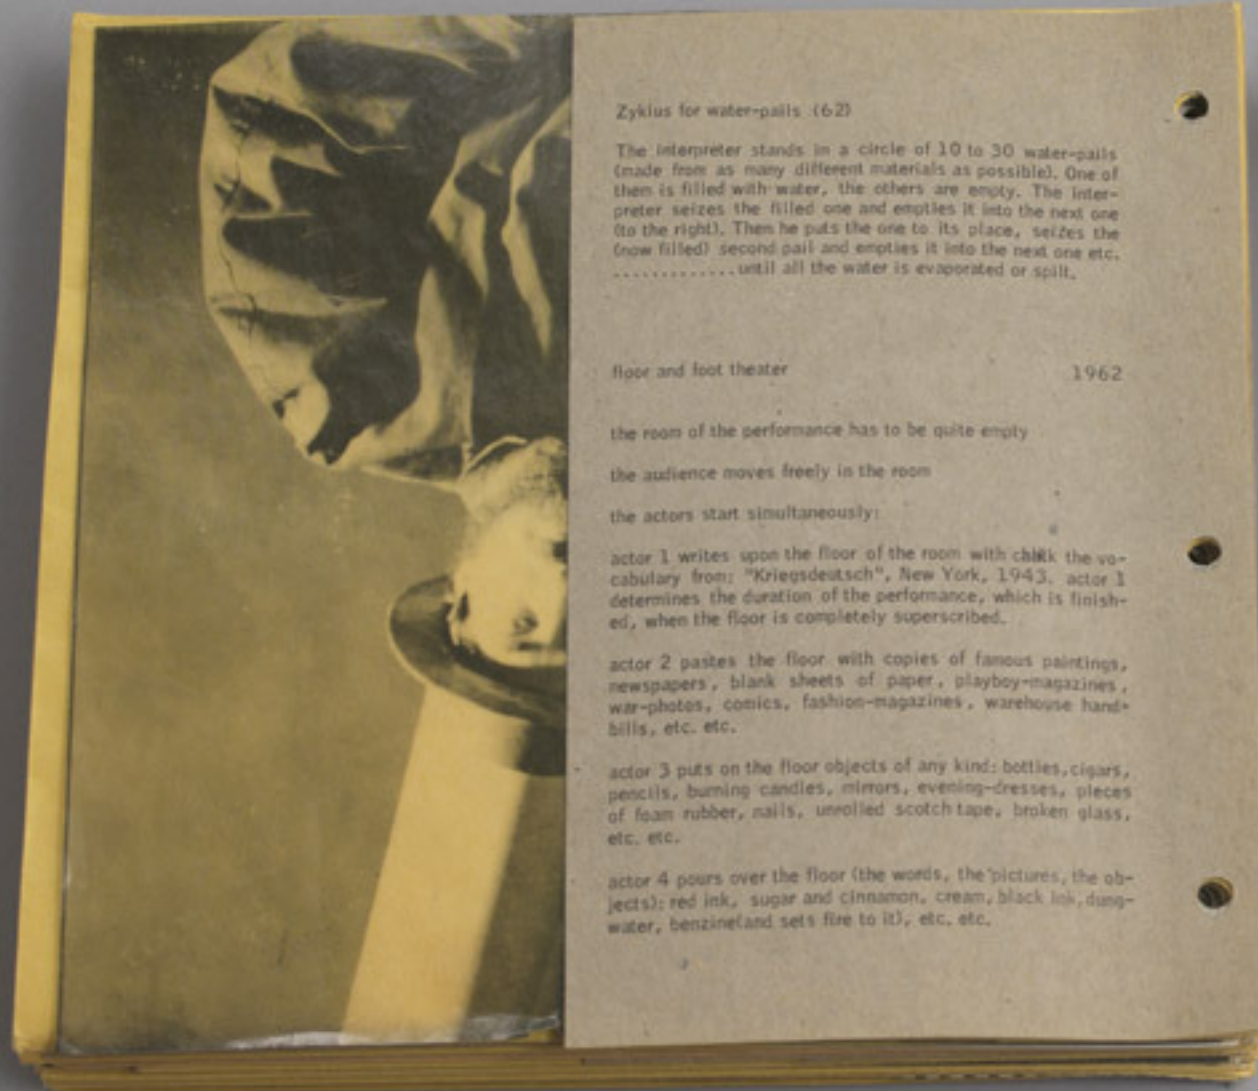 Zyklus for water-pails (62)
The interpreter stands in a circle of 10 to 30 water-pails
(made from as many different materials as possible). One of
them is filled with water, the others are empty. The inter-
preter seizes the filled one and empties it into the next one
(to the right). Then he puts the one to its place, seizes the
(now filled) second pail and empties it into the next one etc.
.............until all the water is evaporated or spilt.
floor and foot theater 1962
the room of the performance has to be quite empty
the audience moves freely in the room
the actors start simultaneously:
actor 1 writes upon the floor of the room with chalk the vo-
cabulary from: "Kriegsdeutsch", New York, 1943. actor 1
determines the duration of the performance, which is finish-
ed, when the floor is completely superscribed.
actor 2 pastes the floor with copies of famous paintings,
newspapers, blank sheets of paper, playboy-magazines,
war-photos, comics, fashion-magazines, warehouse hand-
bills, etc. etc.
actor 3 puts on the floor objects of any kind: bottles, cigars,
pencils, burning candles, mirrors, evening-dresses, pieces
of foam rubber, nails, unrolled scotch tape, broken glass,
etc. etc.
actor 4 pours over the floor (the words, the pictures, the ob-
jects): red ink, sugar and cinnamon, cream, black ink, dung-
water, benzine(and sets fire to it), etc. etc.